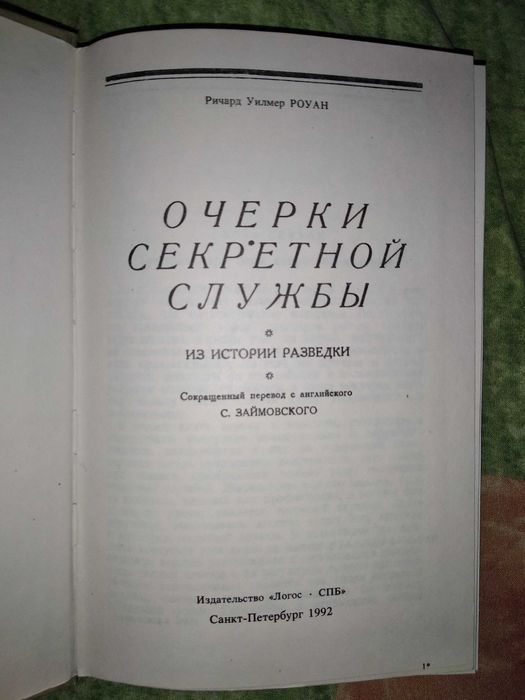 Ричард Уилмер РОУАН
ОЧЕРКИ
СЕКРЕТНОЙ
СЛУЖБЫ
ИЗ ИСТОРИИ РАЗВЕДКИ
Сокращенный перевод с английского
С. ЗАЙМОВСКОГО
Издательство «Логос · СПБ»
Санкт-Петербург 1992
1*